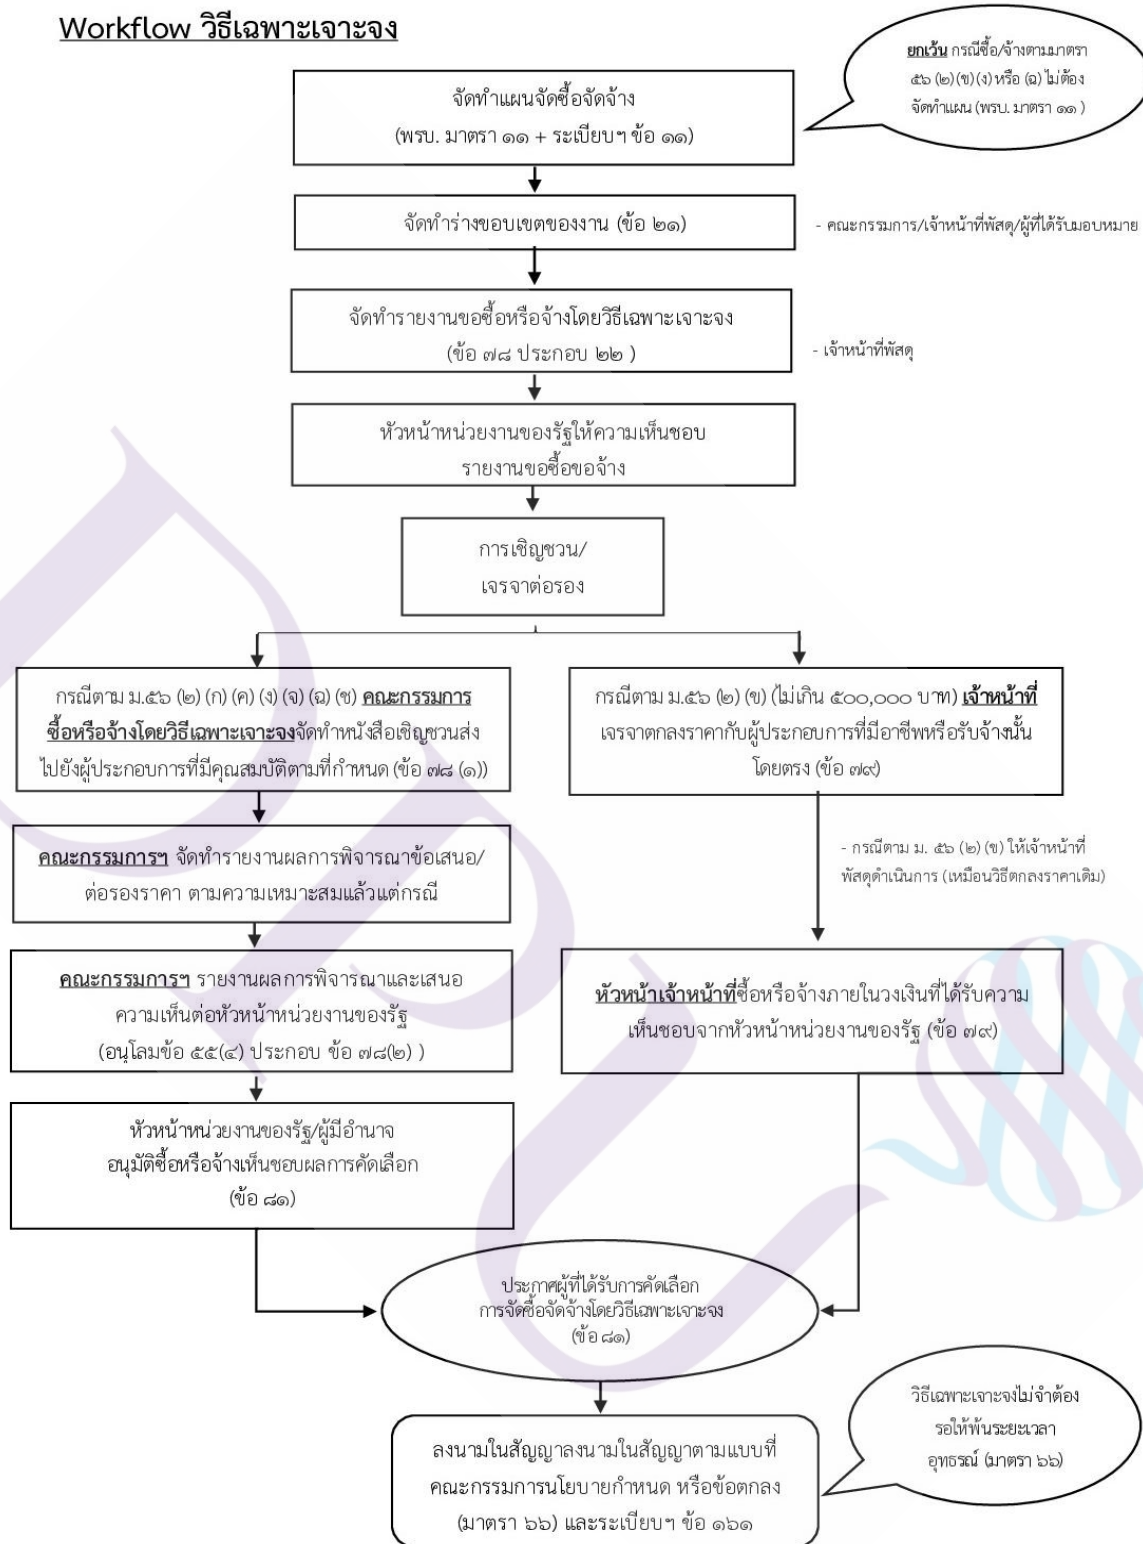 Workflow วิธีเฉพาะเจาะจง
ยกเว้น กรณีซื้อ/จ้างตามมาตรา
๕๖ (๒) (ข) (ง) หรือ (ฉ) ไม่ต้อง
จัดทำแผน (พรบ. มาตรา ๑๑ )
จัดทำแผนจัดซื้อจัดจ้าง
(พรบ. มาตรา ๑๑ + ระเบียบฯ ข้อ ๑๑)
จัดทำร่างขอบเขตของงาน (ข้อ ๒๑)
- คณะกรรมการ/เจ้าหน้าที่พัสดุ/ผู้ที่ได้รับมอบหมาย
จัดทำรายงานขอซื้อหรือจ้างโดยวิธีเฉพาะเจาะจง
(ข้อ ๗๘ ประกอบ ๒๒ )
- เจ้าหน้าที่พัสดุ
หัวหน้าหน่วยงานของรัฐให้ความเห็นชอบ
รายงานขอซื้อขอจ้าง
การเชิญชวน/
เจรจาต่อรอง
กรณีตาม ม.๕๖ (๒) (ก) (ค) (ง) (จ) (ฉ) (ช) คณะกรรมการ
ซื้อหรือจ้างโดยวิธีเฉพาะเจาะจงจัดทำหนังสือเชิญชวนส่ง
ไปยังผู้ประกอบการที่มีคุณสมบัติตามที่กำหนด (ข้อ ๗๘ (๑))
กรณีตาม ม.๕๖ (๒) (ข) (ไม่เกิน ๕๐๐,๐๐๐ บาท) เจ้าหน้าที่
เจรจาตกลงราคากับผู้ประกอบการที่มีอาชีพหรือรับจ้างนั้น
โดยตรง (ข้อ ๗๙)
คณะกรรมการฯ จัดทำรายงานผลการพิจารณาข้อเสนอ/
ต่อรองราคา ตามความเหมาะสมแล้วแต่กรณี
- กรณีตาม ม. ๕๖ (๒) (ข) ให้เจ้าหน้าที่
พัสดุดำเนินการ (เหมือนวิธีตกลงราคาเดิม)
คณะกรรมการฯ รายงานผลการพิจารณาและเสนอ
ความเห็นต่อหัวหน้าหน่วยงานของรัฐ
(อนุโลมข้อ ๕๕(๔) ประกอบ ข้อ ๗๘(๒) )
หัวหน้าเจ้าหน้าที่ซื้อหรือจ้างภายในวงเงินที่ได้รับความ
เห็นชอบจากหัวหน้าหน่วยงานของรัฐ (ข้อ ๗๙)
หัวหน้าหน่วยงานของรัฐ/ผู้มีอำนาจ
อนุมัติซื้อหรือจ้างเห็นชอบผลการคัดเลือก
(ข้อ ๘๑)
ประกาศผู้ที่ได้รับการคัดเลือก
การจัดซื้อจัดจ้างโดยวิธีเฉพาะเจาะจง
(ข้อ ๘๑)
วิธีเฉพาะเจาะจงไม่จำต้อง
รอให้พ้นระยะเวลา
อุทธรณ์ (มาตรา ๖๖)
ลงนามในสัญญาลงนามในสัญญาตามแบบที่
คณะกรรมการนโยบายกำหนด หรือข้อตกลง
(มาตรา ๖๖) และระเบียบฯ ข้อ ๑๖๑